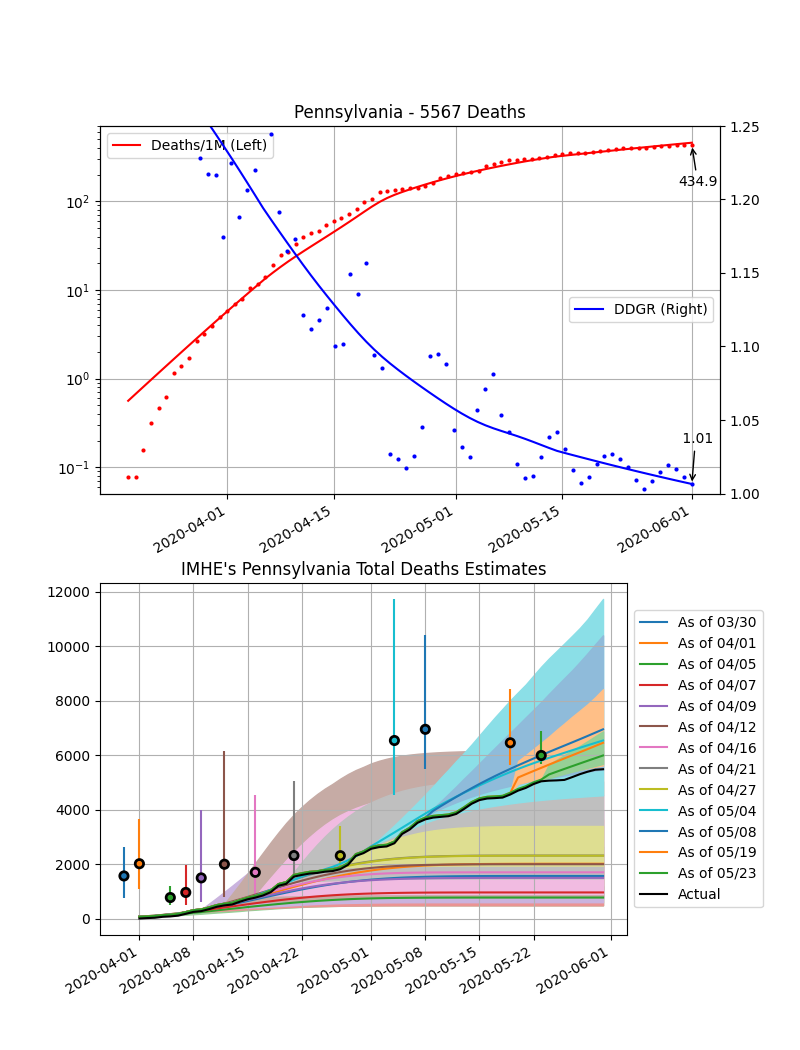 Pennsylvania - 5567 Deaths
Deaths/1M (Left)
DDGR (Right)
434.9
1.01
10²
10¹
10⁰
10⁻¹
1.25
1.20
1.15
1.10
1.05
1.00
2020-04-01
2020-04-15
2020-05-01
2020-05-15
2020-06-01
IMHE's Pennsylvania Total Deaths Estimates
12000
10000
8000
6000
4000
2000
0
2020-04-01
2020-04-08
2020-04-15
2020-04-22
2020-05-01
2020-05-08
2020-05-15
2020-05-22
2020-06-01
As of 03/30
As of 04/01
As of 04/05
As of 04/07
As of 04/09
As of 04/12
As of 04/16
As of 04/21
As of 04/27
As of 05/04
As of 05/08
As of 05/19
As of 05/23
Actual